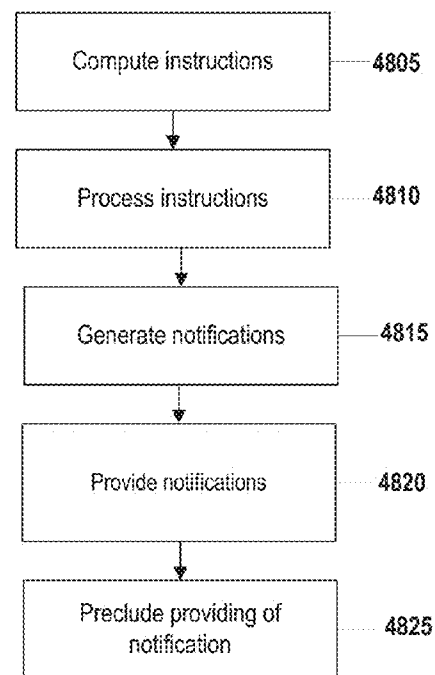 Compute instructions 4805
Process instructions 4810
Generate notifications 4815
Provide notifications 4820
Preclude providing of
notification 4825